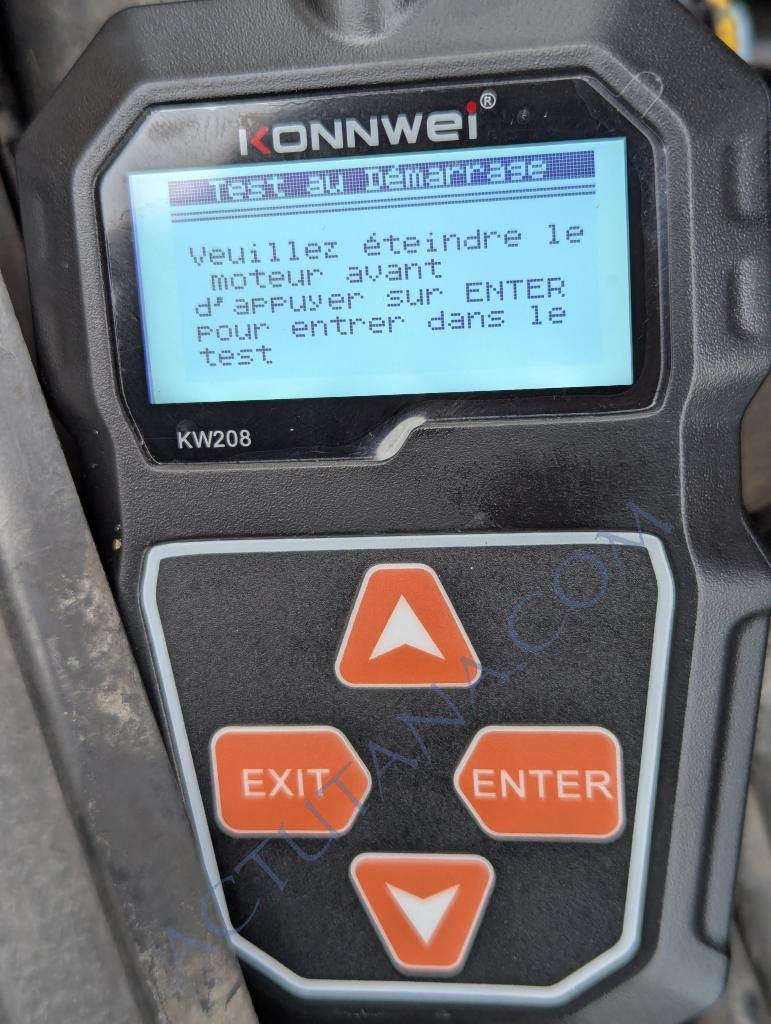 KONNWEI®
Test au Démarrage
Veuillez éteindre le
moteur avant
d'appuyer sur ENTER
pour entrer dans le
test
KW208
EXIT
ENTER
ACTUTANA.COM